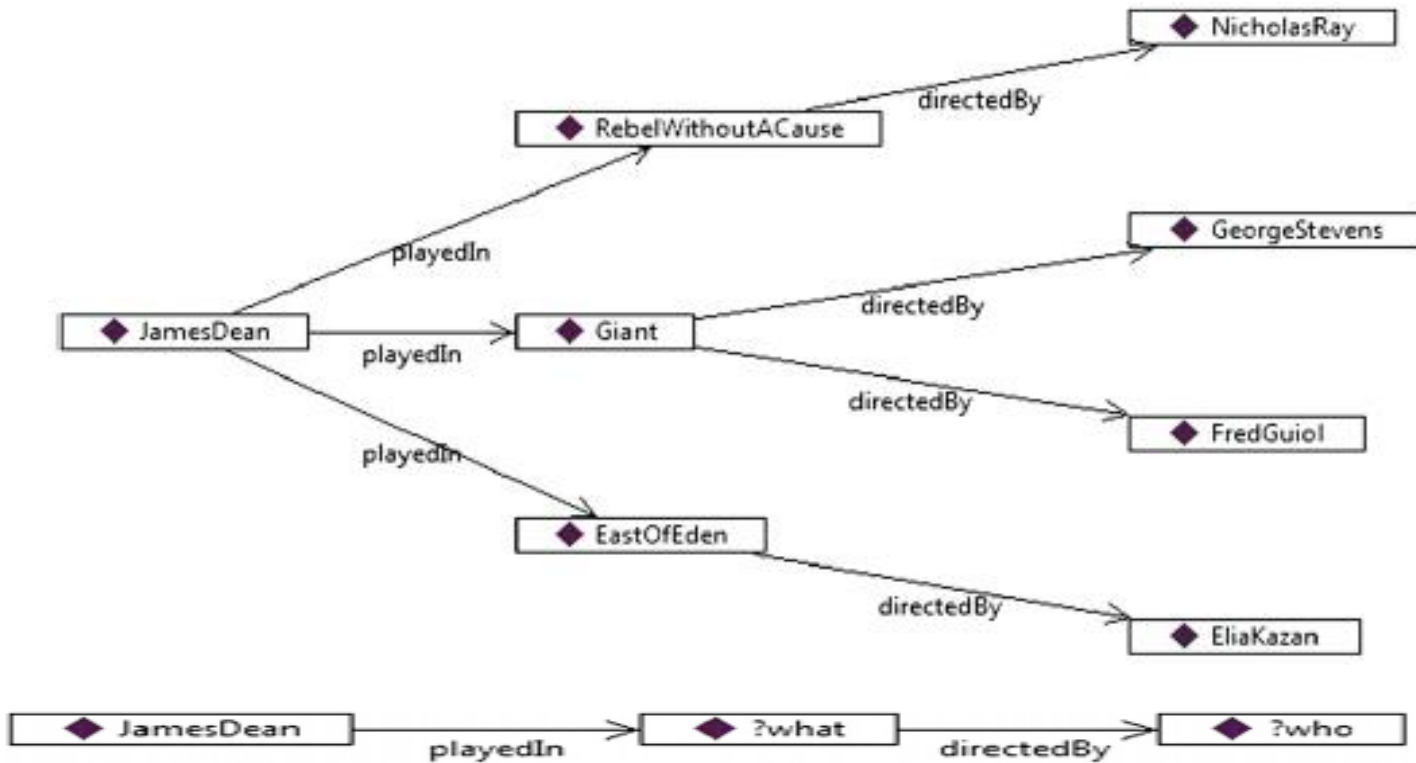 NicholasRay
directedBy
RebelWithoutACause
GeorgeStevens
playedIn
directedBy
JamesDean
Giant
playedIn
directedBy
FredGuiol
playedIn
EastOfEden
directedBy
EliaKazan
JamesDean
playedIn
?what
directedBy
?who